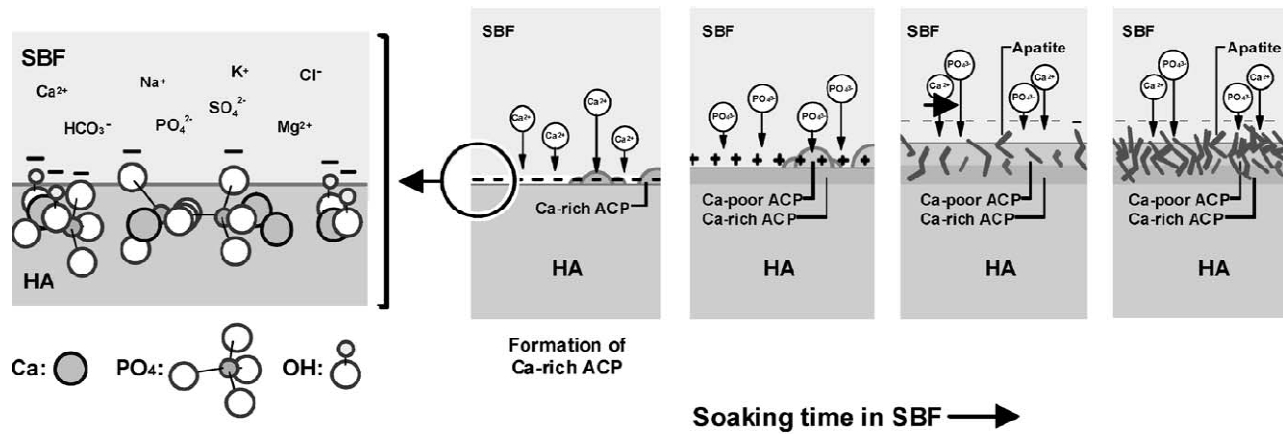 SBF
Ca²⁺
Na⁺
K⁺
Cl⁻
HCO₃⁻
PO₄²⁻
SO₄²⁻
Mg²⁺
HA
Ca:
PO₄:
OH:
SBF
Ca²⁺
Ca²⁺
Ca²⁺
Ca²⁺
Ca-rich ACP
HA
Formation of
Ca-rich ACP
SBF
PO₄³⁻
PO₄³⁻
PO₄³⁻
PO₄³⁻
Ca-poor ACP
Ca-rich ACP
HA
SBF
Apatite
PO₄³⁻
Ca²⁺
Ca²⁺
PO₄³⁻
Ca-poor ACP
Ca-rich ACP
HA
SBF
Apatite
PO₄³⁻
Ca²⁺
Ca²⁺
PO₄³⁻
Ca-poor ACP
Ca-rich ACP
HA
Soaking time in SBF